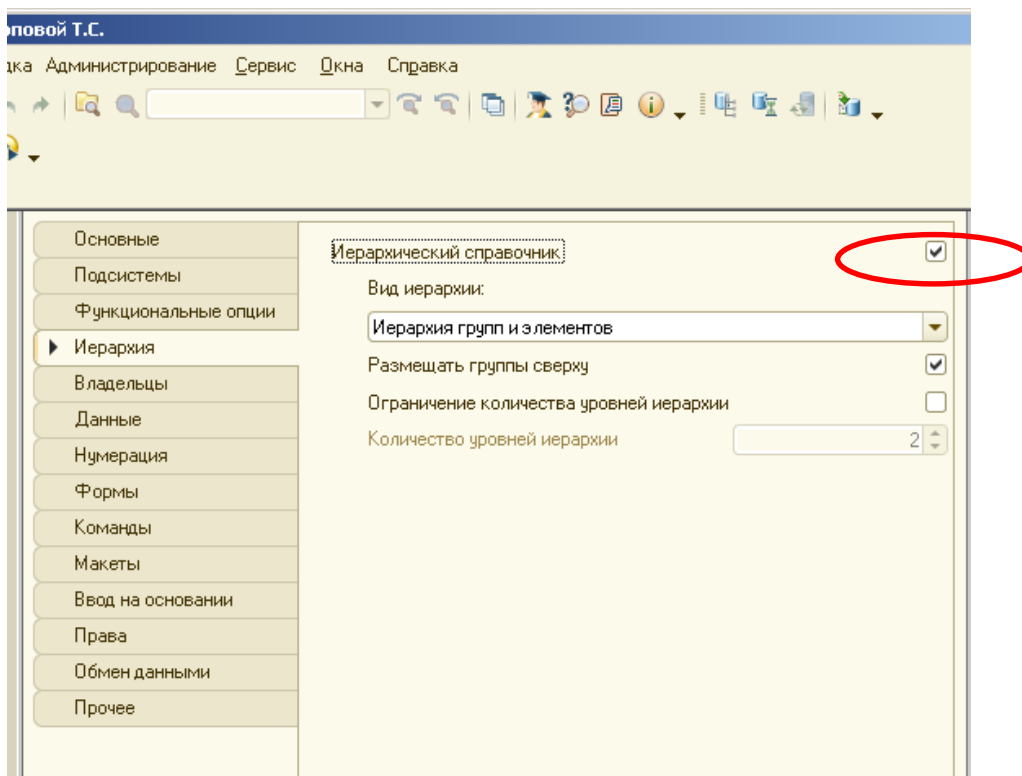 повой Т.С.
дка Администрирование Сервис Окна Справка
Основные
Подсистемы
Функциональные опции
Иерархия
Владельцы
Данные
Нумерация
Формы
Команды
Макеты
Ввод на основании
Права
Обмен данными
Прочее
Иерархический справочник
Вид иерархии:
Иерархия групп и элементов
Размещать группы сверху
Ограничение количества уровней иерархии
Количество уровней иерархии 2